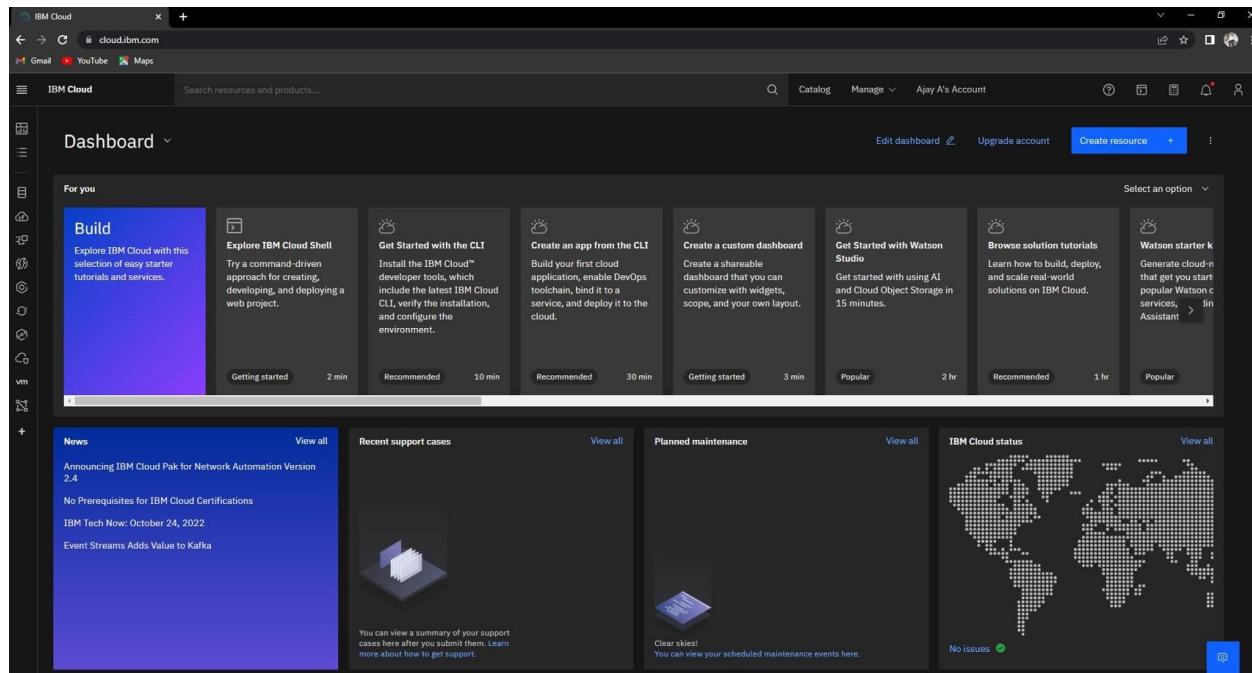 IBM Cloud
cloud.ibm.com
Gmail YouTube Maps
IBM Cloud Search resources and products... Catalog Manage Ajay A's Account
Dashboard Edit dashboard Upgrade account Create resource +
For you Select an option
Build
Explore IBM Cloud with this
selection of easy starter
tutorials and services.
Explore IBM Cloud Shell
Try a command-driven
approach for creating,
developing, and deploying a
web project.
Getting started 2 min
Get Started with the CLI
Install the IBM Cloud™
developer tools, which
include the latest IBM Cloud
CLI, verify the installation,
and configure the
environment.
Recommended 10 min
Create an app from the CLI
Build your first cloud
application, enable DevOps
toolchain, bind it to a
service, and deploy it to the
cloud.
Recommended 30 min
Create a custom dashboard
Create a shareable
dashboard that you can
customize with widgets,
scope, and your own layout.
Getting started 3 min
Get Started with Watson
Studio
Get started with using AI
and Cloud Object Storage in
15 minutes.
Popular 2 hr
Browse solution tutorials
Learn how to build, deploy,
and scale real-world
solutions on IBM Cloud.
Recommended 1 hr
Watson starter k
Generate cloud-n
that get you start
popular Watson c
services,
Assistant
Popular
vm
News View all
Announcing IBM Cloud Pak for Network Automation Version
2.4
No Prerequisites for IBM Cloud Certifications
IBM Tech Now: October 24, 2022
Event Streams Adds Value to Kafka
Recent support cases View all
You can view a summary of your support
cases here after you submit them. Learn
more about how to get support.
Planned maintenance View all
Clear skies!
You can view your scheduled maintenance events here.
IBM Cloud status View all
No issues